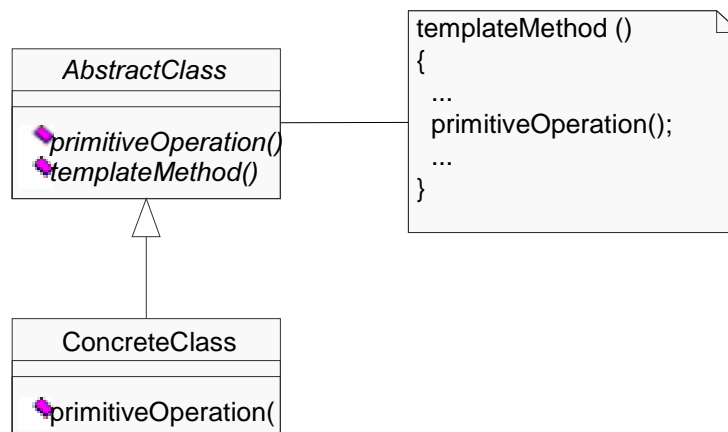 AbstractClass
primitiveOperation()
templateMethod()
templateMethod ()
{
...
primitiveOperation();
...
}
ConcreteClass
primitiveOperation(